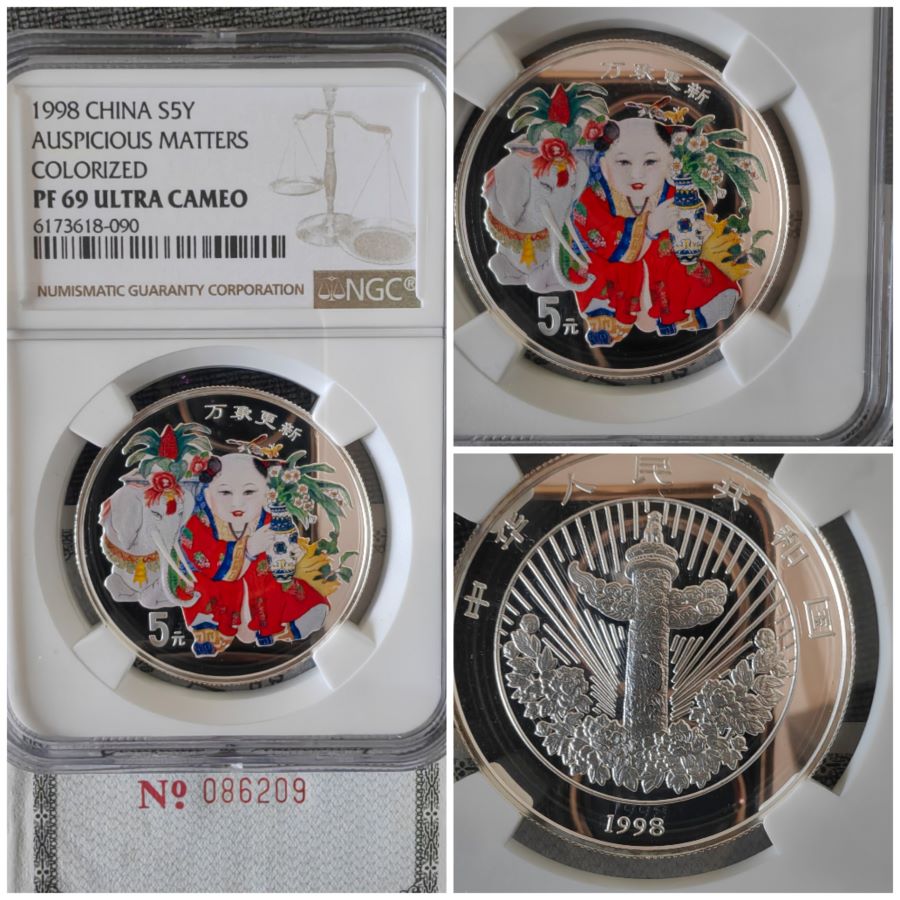 1998 CHINA S5Y
AUSPICIOUS MATTERS
COLORIZED
PF 69 ULTRA CAMEO
6173618-090
NUMISMATIC GUARANTY CORPORATION
NGC®
万象更新
5元
No 086209
万象更新
5元
中华人民共和国
1998